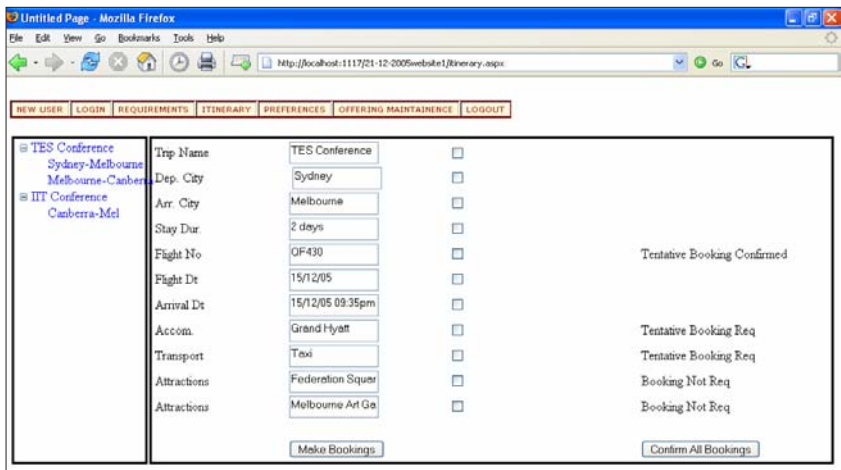 Untitled Page - Mozilla Firefox
File Edit View Go Bookmarks Tools Help
http://localhost:1117/21-12-2005website1/itinerary.aspx Go G
NEW USER LOGIN REQUIREMENTS ITINERARY PREFERENCES OFFERING MAINTAINENCE LOGOUT
TES Conference
Sydney-Melbourne
Melbourne-Canberra
IIT Conference
Canberra-Mel
Trip Name TES Conference
Dep. City Sydney
Arr. City Melbourne
Stay Dur. 2 days
Flight No QF430 Tentative Booking Confirmed
Flight Dt 15/12/05
Arrival Dt 15/12/05 09:35pm
Accom. Grand Hyatt Tentative Booking Req
Transport Taxi Tentative Booking Req
Attractions Federation Squar Booking Not Req
Attractions Melbourne Art Ga Booking Not Req
Make Bookings Confirm All Bookings